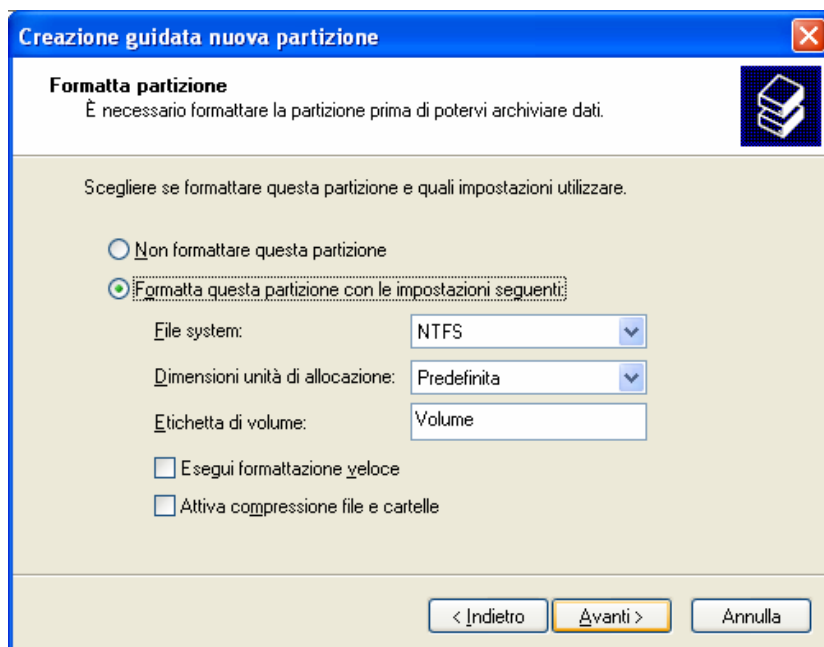 Creazione guidata nuova partizione
Formatta partizione
È necessario formattare la partizione prima di potervi archiviare dati.
Scegliere se formattare questa partizione e quali impostazioni utilizzare.
Non formattare questa partizione
Formatta questa partizione con le impostazioni seguenti:
File system: NTFS
Dimensioni unità di allocazione: Predefinita
Etichetta di volume: Volume
Esegui formattazione veloce
Attiva compressione file e cartelle
< Indietro Avanti > Annulla